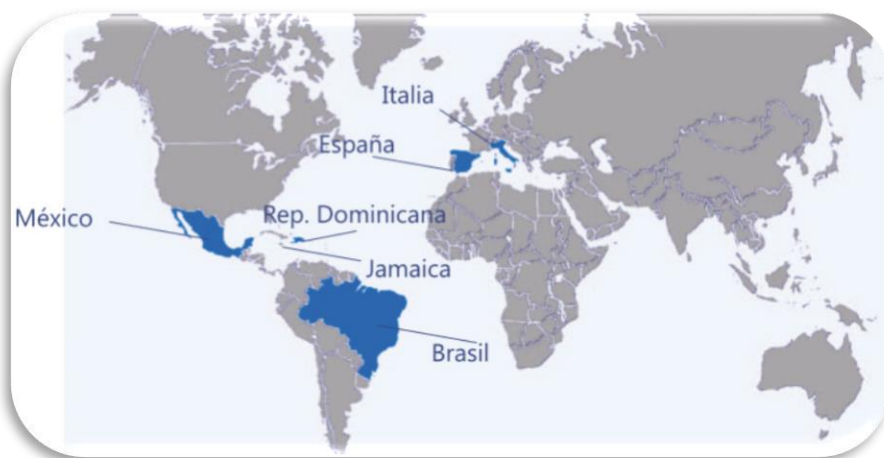 Italia
España
Rep. Dominicana
México
Jamaica
Brasil